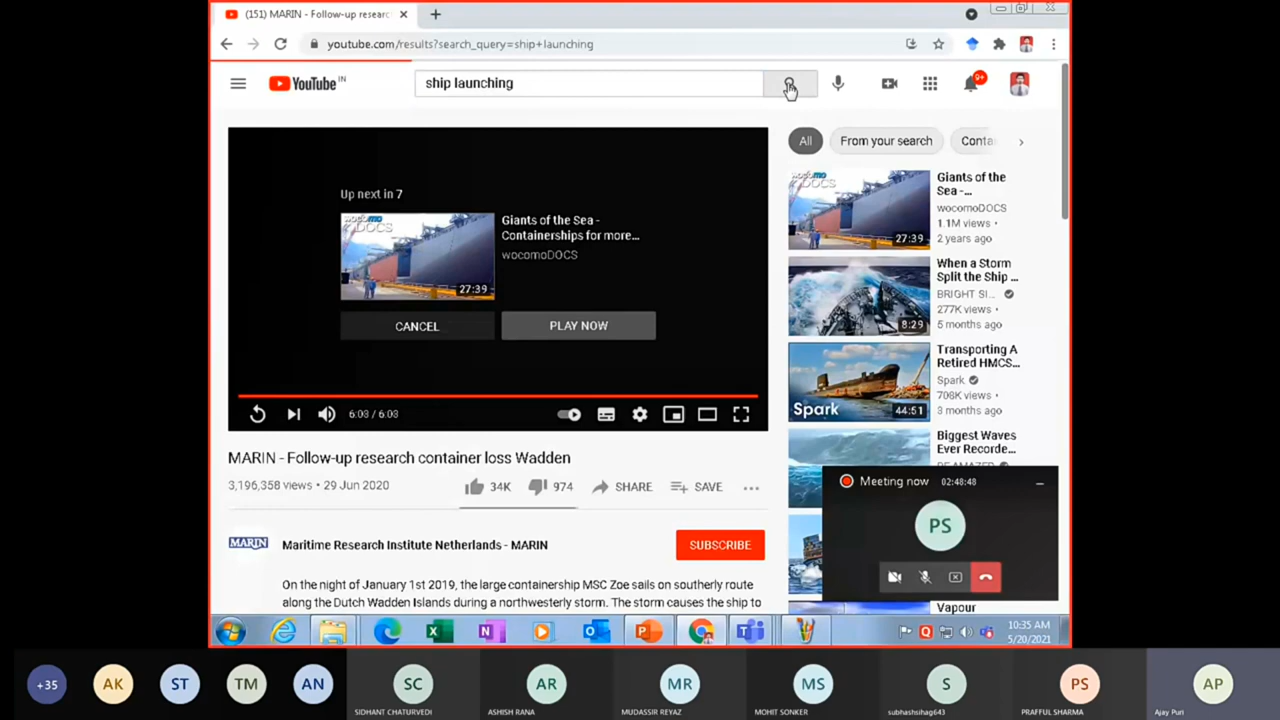 (151) MARIN - Follow-up researc
youtube.com/results?search_query=ship+launching
YouTube IN
ship launching
9+
All
From your search
Conta
Up next in 7
WOCOMO DOCS
27:39
Giants of the Sea -
Containerships for more...
wocomoDOCS
CANCEL
PLAY NOW
6:03 / 6:03
MARIN - Follow-up research container loss Wadden
3,196,358 views • 29 Jun 2020
34K
974
SHARE
SAVE
MARIN
Maritime Research Institute Netherlands - MARIN
SUBSCRIBE
On the night of January 1st 2019, the large containership MSC Zoe sails on southerly route
along the Dutch Wadden Islands during a northwesterly storm. The storm causes the ship to
wocomo DOCS
27:39
Giants of the
Sea -...
wocomoDOCS
1.1M views •
2 years ago
8:29
When a Storm
Split the Ship ...
BRIGHT SI...
277K views •
5 months ago
Spark
44:51
Transporting A
Retired HMCS...
Spark
708K views •
3 months ago
Biggest Waves
Ever Recorde...
Meeting now
02:48:48
PS
Vapour
10:35 AM
5/20/2021
+35
AK
ST
TM
AN
SC
SIDHANT CHATURVEDI
AR
ASHISH RANA
MR
MUDASSIR REYAZ
MS
MOHIT SONKER
S
subhashsihag643
PS
PRAFFUL SHARMA
AP
Ajay Puri